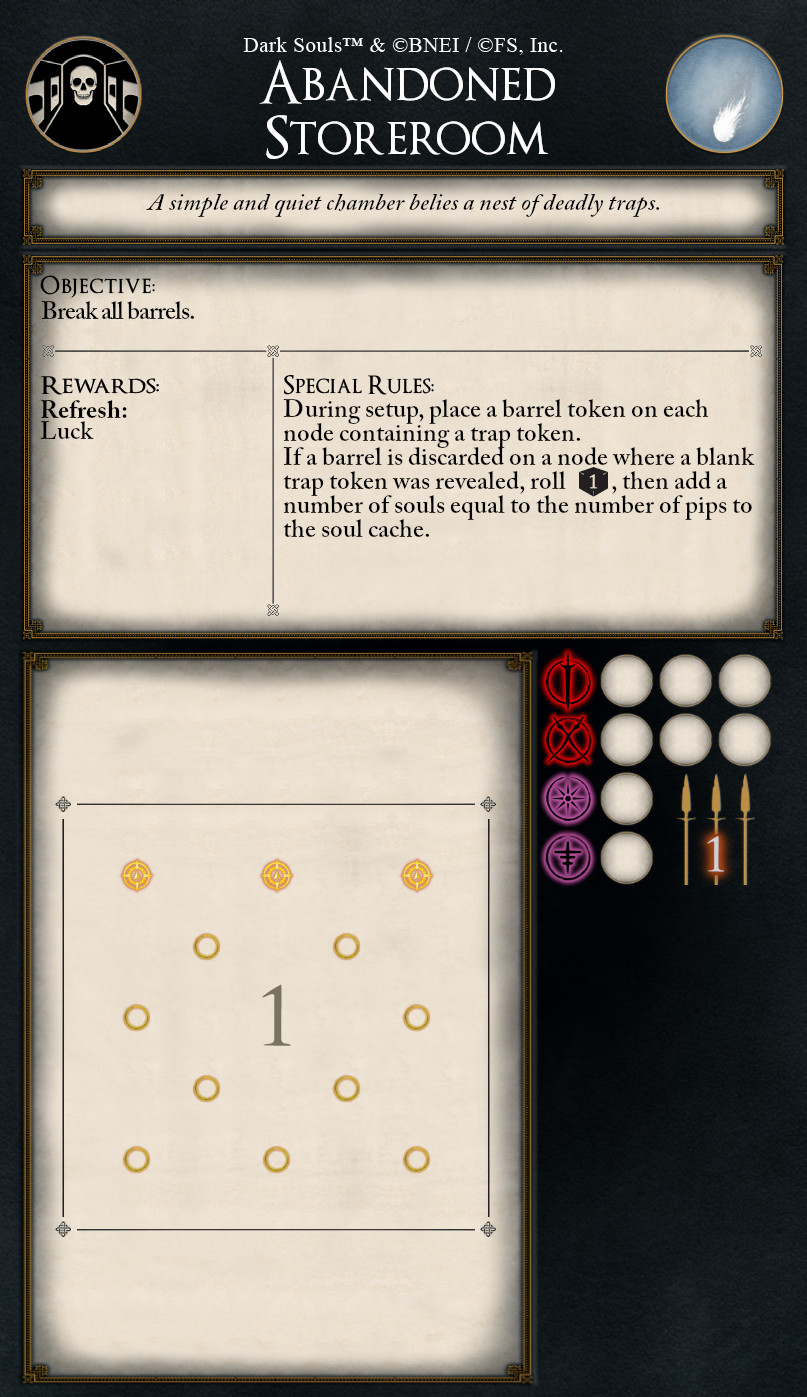 Dark Souls™ & ©BNEI / ©FS, Inc.
Abandoned
Storeroom
A simple and quiet chamber belies a nest of deadly traps.
Objective:
Break all barrels.
Rewards:
Refresh:
Luck
Special Rules:
During setup, place a barrel token on each
node containing a trap token.
If a barrel is discarded on a node where a blank
trap token was revealed, roll 1, then add a
number of souls equal to the number of pips to
the soul cache.
1
1